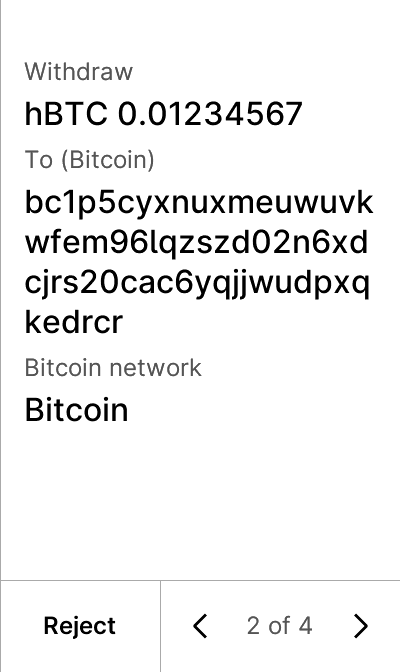 Withdraw
hBTC 0.01234567
To (Bitcoin)
bc1p5cyxnuxmeuwuvk
wfem96lqzszd02n6xd
cjrs20cac6yqjjwudpxq
kedrcr
Bitcoin network
Bitcoin
Reject
2 of 4